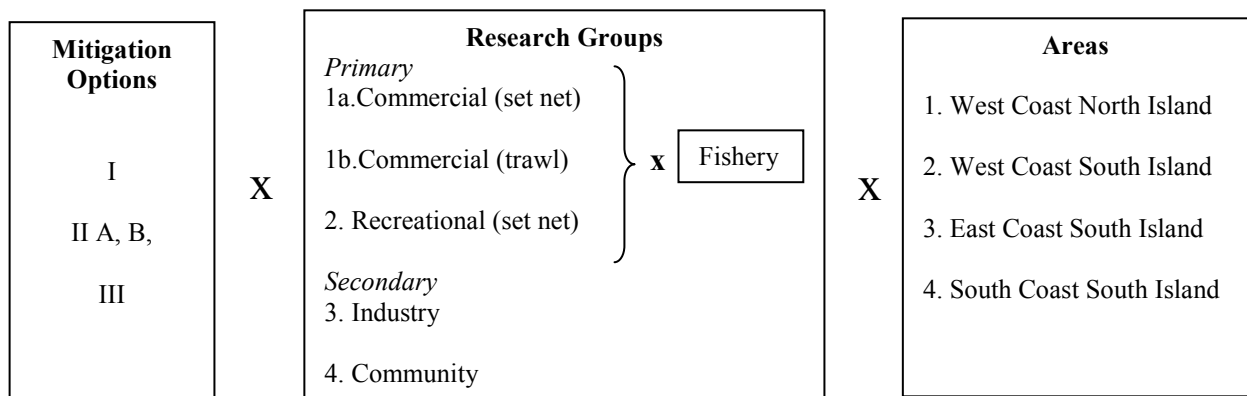 Mitigation
Options
I
II A, B,
III
X
Research Groups
Primary
1a.Commercial (set net)
1b.Commercial (trawl)
2. Recreational (set net)
x Fishery
Secondary
3. Industry
4. Community
X
Areas
1. West Coast North Island
2. West Coast South Island
3. East Coast South Island
4. South Coast South Island